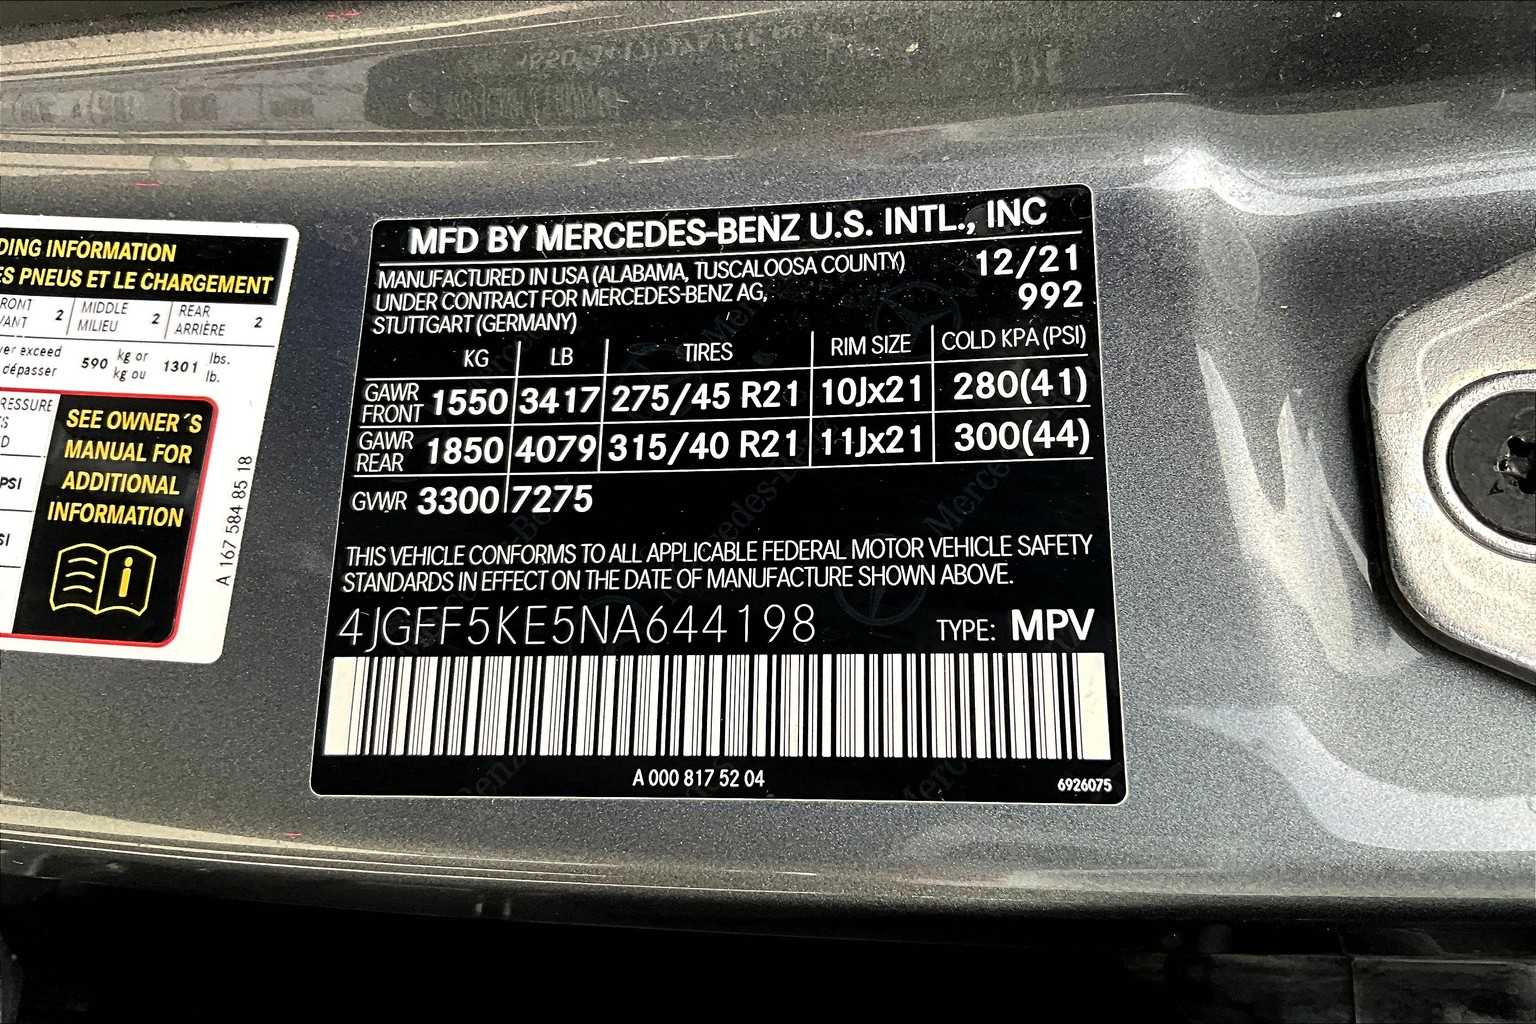 DING INFORMATION
ES PNEUS ET LE CHARGEMENT
RONT 2 MIDDLE 2 REAR 2
VANT MILIEU ARRIÈRE
ver exceed 590 kg or 1301 lbs.
dépasser kg ou lb.
RESSURE
SEE OWNER´S
MANUAL FOR
ADDITIONAL
INFORMATION
PSI
SI
A 167 584 85 18
MFD BY MERCEDES-BENZ U.S. INTL., INC
MANUFACTURED IN USA (ALABAMA, TUSCALOOSA COUNTY) 12/21
UNDER CONTRACT FOR MERCEDES-BENZ AG, 992
STUTTGART (GERMANY)
KG LB TIRES RIM SIZE COLD KPA (PSI)
GAWR FRONT 1550 3417 275/45 R21 10Jx21 280(41)
GAWR REAR 1850 4079 315/40 R21 11Jx21 300(44)
GVWR 3300 7275
THIS VEHICLE CONFORMS TO ALL APPLICABLE FEDERAL MOTOR VEHICLE SAFETY
STANDARDS IN EFFECT ON THE DATE OF MANUFACTURE SHOWN ABOVE.
4JGFF5KE5NA644198 TYPE: MPV
A 000 817 52 04
6926075